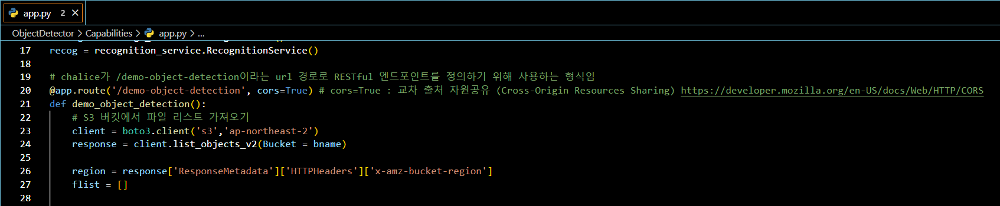 app.py 2
ObjectDetector > Capabilities > app.py > ...
17 recog = recognition_service.RecognitionService()
18
19 # chalice가 /demo-object-detection이라는 url 경로로 RESTful 엔드포인트를 정의하기 위해 사용하는 형식임
20 @app.route('/demo-object-detection', cors=True) # cors=True : 교차 출처 자원공유 (Cross-Origin Resources Sharing) https://developer.mozilla.org/en-US/docs/Web/HTTP/CORS
21 def demo_object_detection():
22 # S3 버킷에서 파일 리스트 가져오기
23 client = boto3.client('s3','ap-northeast-2')
24 response = client.list_objects_v2(Bucket = bname)
25
26 region = response['ResponseMetadata']['HTTPHeaders']['x-amz-bucket-region']
27 flist = []
28